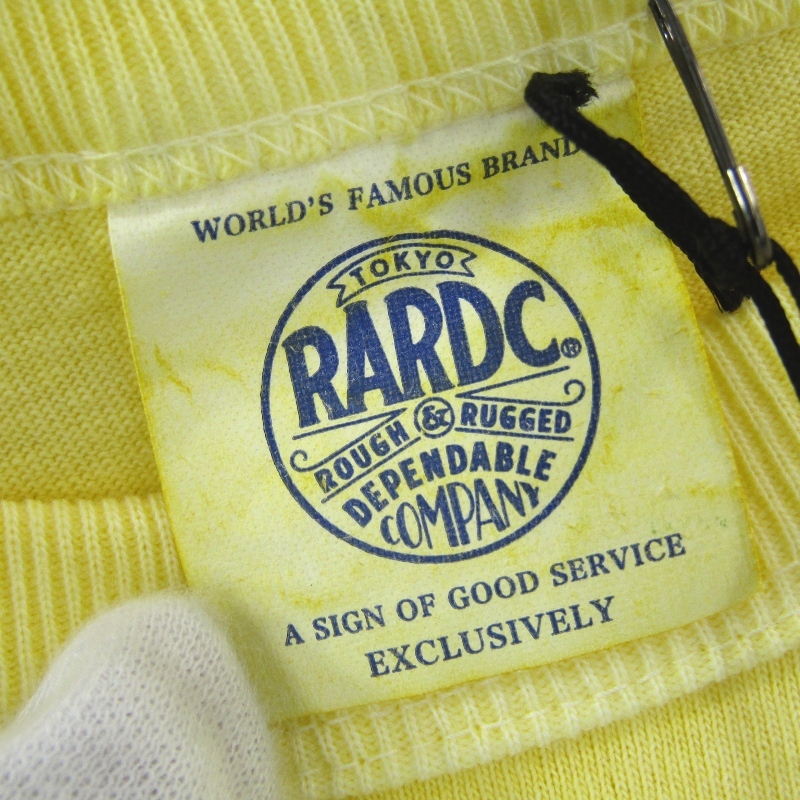 WORLD'S FAMOUS BRAND
TOKYO
RARDC®
ROUGH & RUGGED
DEPENDABLE
COMPANY
A SIGN OF GOOD SERVICE
EXCLUSIVELY